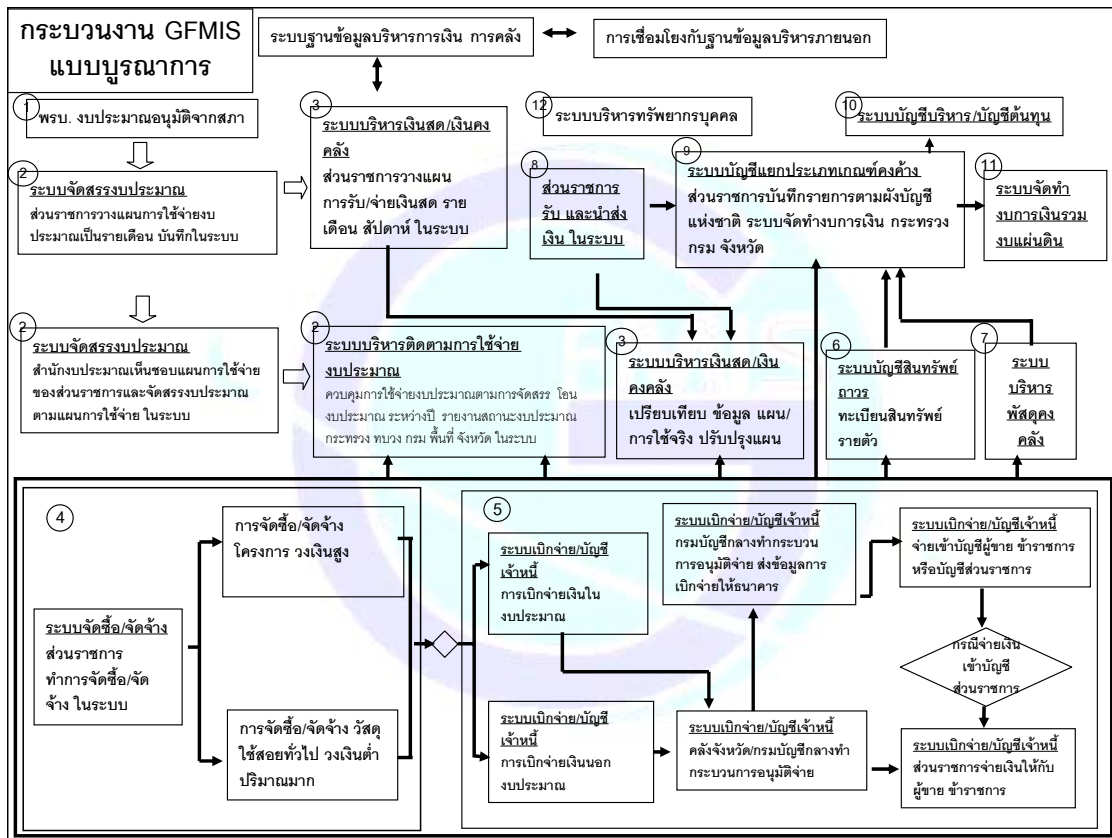 กระบวนงาน GFMIS
แบบบูรณาการ
ระบบฐานข้อมูลบริหารการเงิน การคลัง
การเชื่อมโยงกับฐานข้อมูลบริหารภายนอก
1
พรบ. งบประมาณอนุมัติจากสภา
2
ระบบจัดสรรงบประมาณ
ส่วนราชการวางแผนการใช้จ่ายงบ
ประมาณเป็นรายเดือน บันทึกในระบบ
3
ระบบบริหารเงินสด/เงินคง
คลัง
ส่วนราชการวางแผน
การรับ/จ่ายเงินสด ราย
เดือน สัปดาห์ ในระบบ
12
ระบบบริหารทรัพยากรบุคคล
8
ส่วนราชการ
รับ และนำส่ง
เงิน ในระบบ
10
ระบบบัญชีบริหาร/บัญชีต้นทุน
9
ระบบบัญชีแยกประเภทเกณฑ์คงค้าง
ส่วนราชการบันทึกรายการตามผังบัญชี
แห่งชาติ ระบบจัดทำงบการเงิน กระทรวง
กรม จังหวัด
11
ระบบจัดทำ
งบการเงินรวม
งบแผ่นดิน
2
ระบบจัดสรรงบประมาณ
สำนักงบประมาณเห็นชอบแผนการใช้จ่าย
ของส่วนราชการและจัดสรรงบประมาณ
ตามแผนการใช้จ่าย ในระบบ
2
ระบบบริหารติดตามการใช้จ่าย
งบประมาณ
ควบคุมการใช้จ่ายงบประมาณตามการจัดสรร โอน
งบประมาณ ระหว่างปี รายงานสถานะงบประมาณ
กระทรวง ทบวง กรม พื้นที่ จังหวัด ในระบบ
3
ระบบบริหารเงินสด/เงิน
คงคลัง
เปรียบเทียบ ข้อมูล แผน/
การใช้จริง ปรับปรุงแผน
6
ระบบบัญชีสินทรัพย์
ถาวร
ทะเบียนสินทรัพย์
รายตัว
7
ระบบ
บริหาร
พัสดุคง
คลัง
4
ระบบจัดซื้อ/จัดจ้าง
ส่วนราชการ
ทำการจัดซื้อ/จัด
จ้าง ในระบบ
การจัดซื้อ/จัดจ้าง
โครงการ วงเงินสูง
การจัดซื้อ/จัดจ้าง วัสดุ
ใช้สอยทั่วไป วงเงินต่ำ
ปริมาณมาก
5
ระบบเบิกจ่าย/บัญชี
เจ้าหนี้
การเบิกจ่ายเงินใน
งบประมาณ
ระบบเบิกจ่าย/บัญชี
เจ้าหนี้
การเบิกจ่ายเงินนอก
งบประมาณ
ระบบเบิกจ่าย/บัญชีเจ้าหนี้
กรมบัญชีกลางทำกระบวน
การอนุมัติจ่าย ส่งข้อมูลการ
เบิกจ่ายให้ธนาคาร
ระบบเบิกจ่าย/บัญชีเจ้าหนี้
คลังจังหวัด/กรมบัญชีกลางทำ
กระบวนการอนุมัติจ่าย
ระบบเบิกจ่าย/บัญชีเจ้าหนี้
จ่ายเข้าบัญชีผู้ขาย ข้าราชการ
หรือบัญชีส่วนราชการ
กรณีจ่ายเงิน
เข้าบัญชี
ส่วนราชการ
ระบบเบิกจ่าย/บัญชีเจ้าหนี้
ส่วนราชการจ่ายเงินให้กับ
ผู้ขาย ข้าราชการ